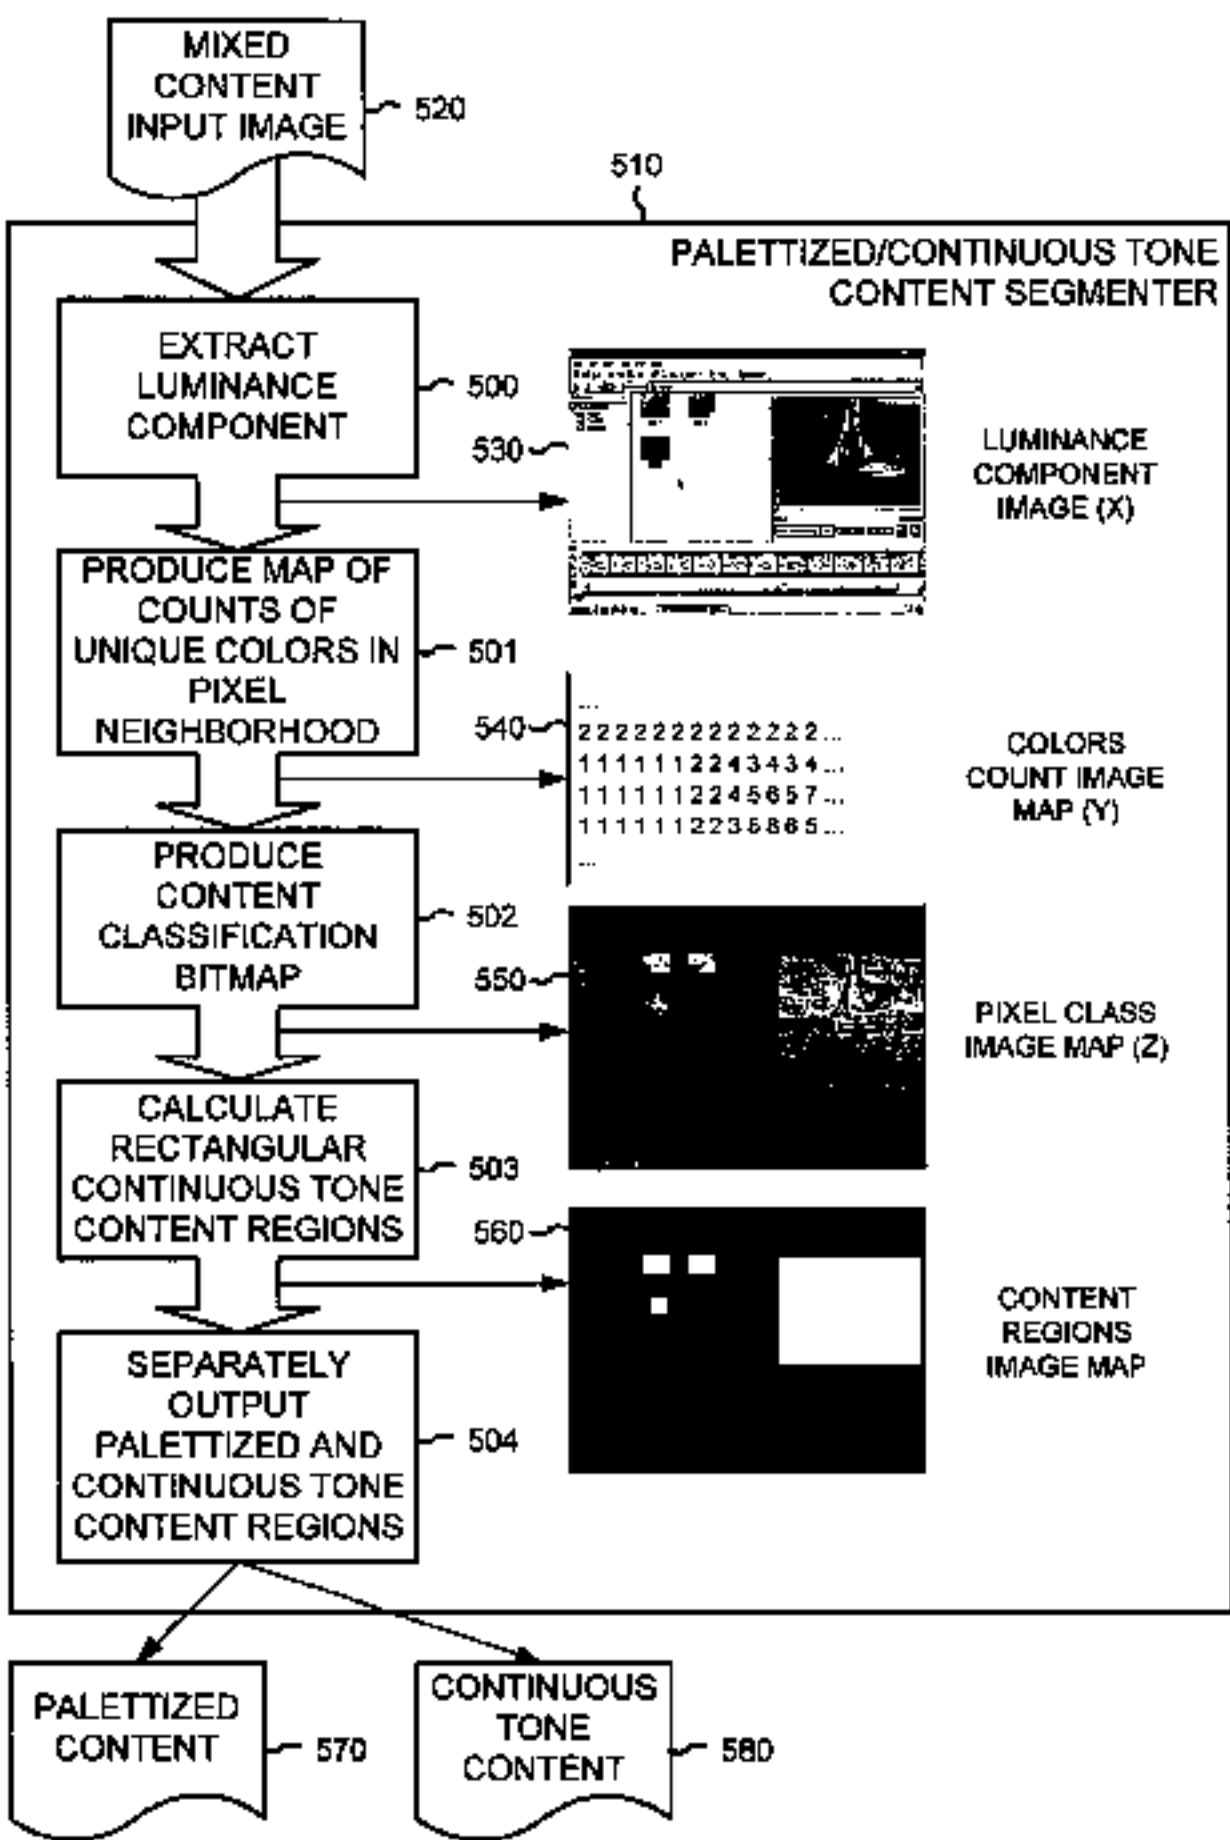 MIXED
CONTENT
INPUT IMAGE
520
510
PALETTIZED/CONTINUOUS TONE
CONTENT SEGMENTER
EXTRACT
LUMINANCE
COMPONENT
500
530
LUMINANCE
COMPONENT
IMAGE (X)
PRODUCE MAP OF
COUNTS OF
UNIQUE COLORS IN
PIXEL
NEIGHBORHOOD
501
540
...
2 2 2 2 2 2 2 2 2 2 2 2 2 ...
1 1 1 1 1 1 2 2 4 3 4 3 4 ...
1 1 1 1 1 1 2 2 4 5 6 5 7 ...
1 1 1 1 1 1 2 2 3 5 8 6 5 ...
...
COLORS
COUNT IMAGE
MAP (Y)
PRODUCE
CONTENT
CLASSIFICATION
BITMAP
502
550
PIXEL CLASS
IMAGE MAP (Z)
CALCULATE
RECTANGULAR
CONTINUOUS TONE
CONTENT REGIONS
503
560
CONTENT
REGIONS
IMAGE MAP
SEPARATELY
OUTPUT
PALETTIZED AND
CONTINUOUS TONE
CONTENT REGIONS
504
PALETTIZED
CONTENT
570
CONTINUOUS
TONE
CONTENT
580